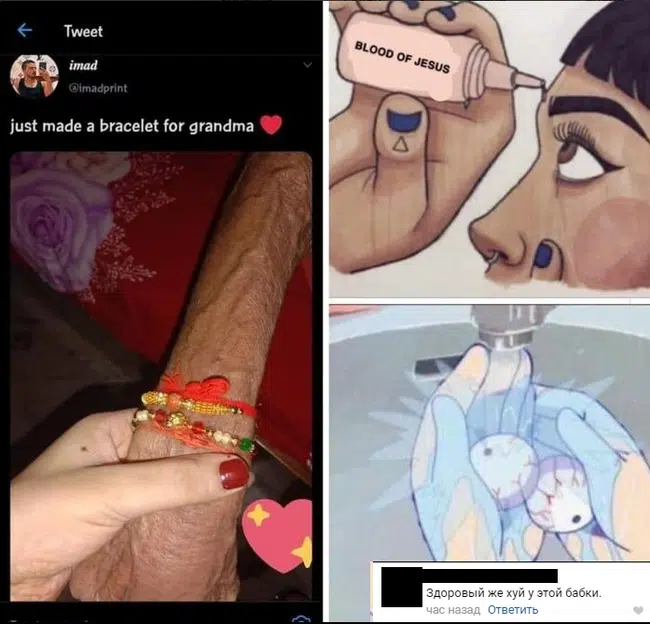 Tweet
imad
@imadprint
just made a bracelet for grandma ❤️
BLOOD OF JESUS
Здоровый же хуй у этой бабки.
час назад Ответить